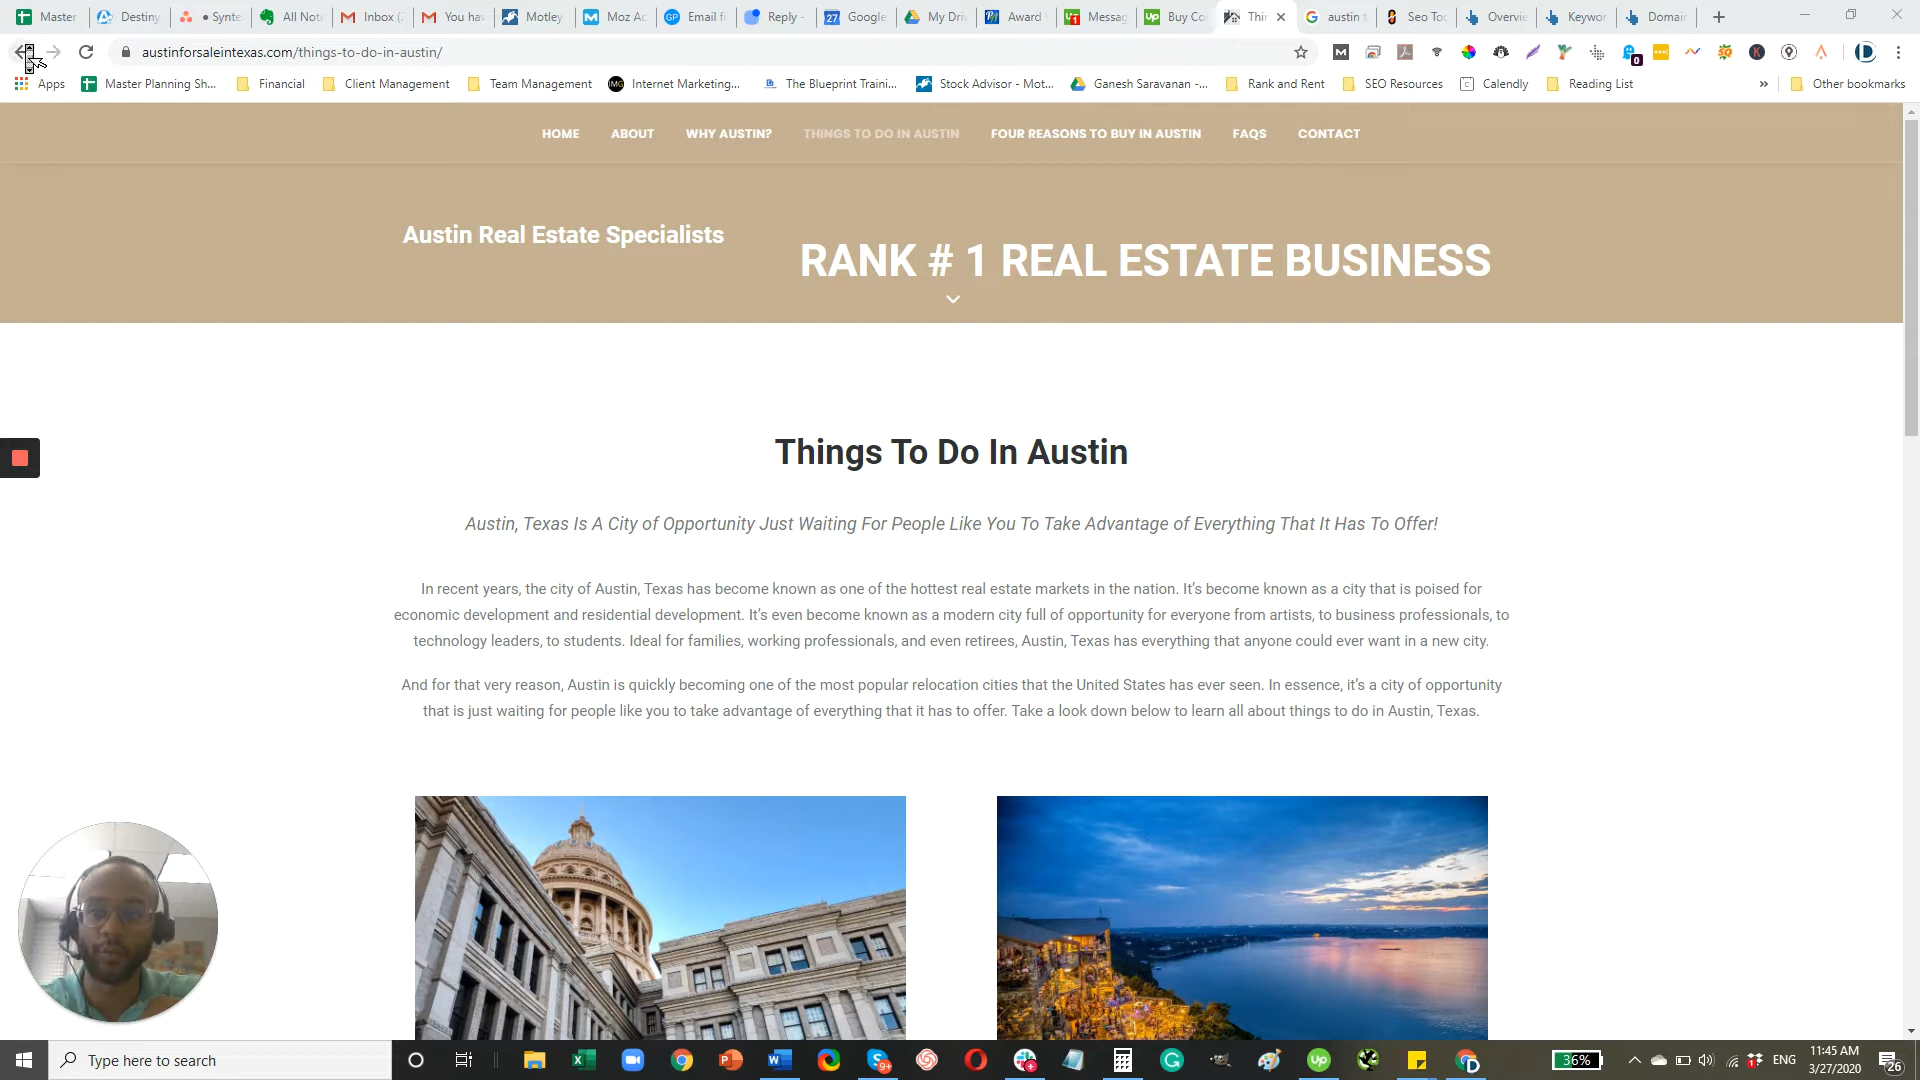 Master
Destiny
Synte
All Not
Inbox (
You hav
Motley
Moz Ac
Email fi
Reply -
Google
My Driv
Award
Messag
Buy Co
Thin
austin t
Seo Too
Overvie
Keywor
Domain
austinforsaleintexas.com/things-to-do-in-austin/
Apps
Master Planning Sh...
Financial
Client Management
Team Management
Internet Marketing...
The Blueprint Traini...
Stock Advisor - Mot...
Ganesh Saravanan -...
Rank and Rent
SEO Resources
Calendly
Reading List
»
Other bookmarks
HOME ABOUT WHY AUSTIN? THINGS TO DO IN AUSTIN FOUR REASONS TO BUY IN AUSTIN FAQS CONTACT
Austin Real Estate Specialists
RANK # 1 REAL ESTATE BUSINESS
Things To Do In Austin
Austin, Texas Is A City of Opportunity Just Waiting For People Like You To Take Advantage of Everything That It Has To Offer!
In recent years, the city of Austin, Texas has become known as one of the hottest real estate markets in the nation. It's become known as a city that is poised for
economic development and residential development. It's even become known as a modern city full of opportunity for everyone from artists, to business professionals, to
technology leaders, to students. Ideal for families, working professionals, and even retirees, Austin, Texas has everything that anyone could ever want in a new city.
And for that very reason, Austin is quickly becoming one of the most popular relocation cities that the United States has ever seen. In essence, it's a city of opportunity
that is just waiting for people like you to take advantage of everything that it has to offer. Take a look down below to learn all about things to do in Austin, Texas.
Type here to search
36%
ENG
11:45 AM
3/27/2020
26